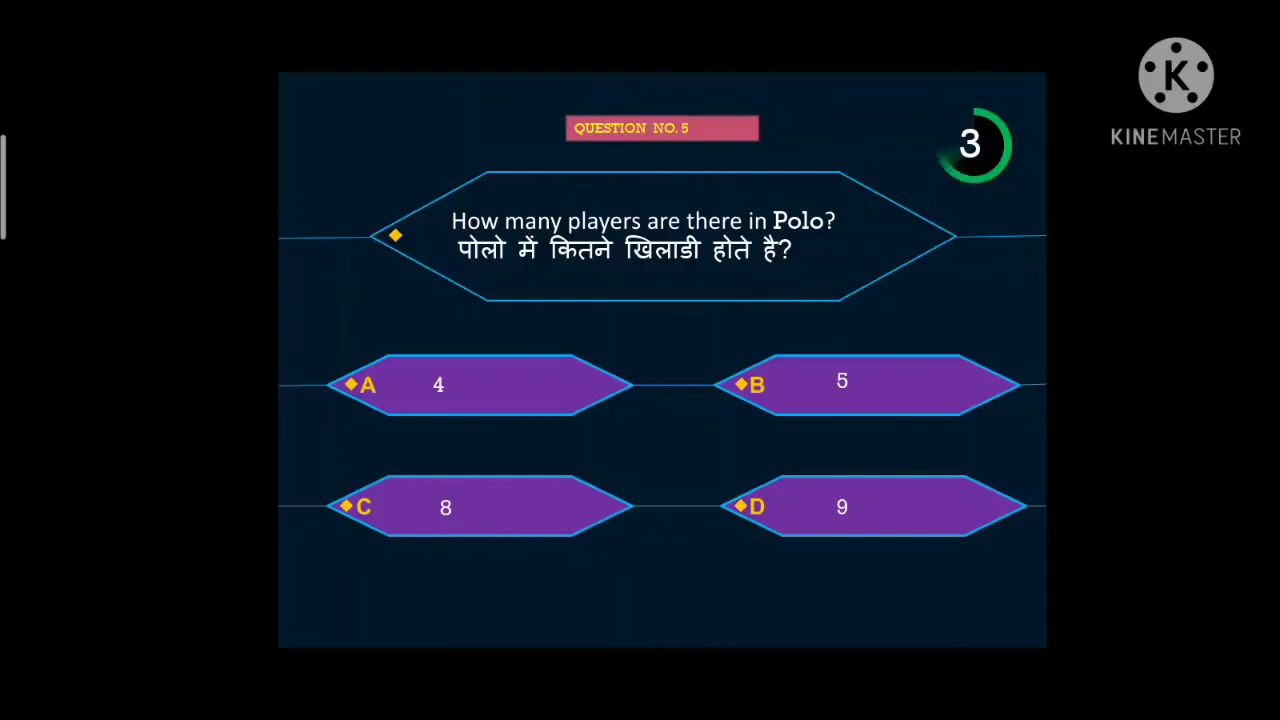 KINEMASTER
QUESTION NO. 5
3
How many players are there in Polo?
पोलो में कितने खिलाडी होते है?
A 4
B 5
C 8
D 9